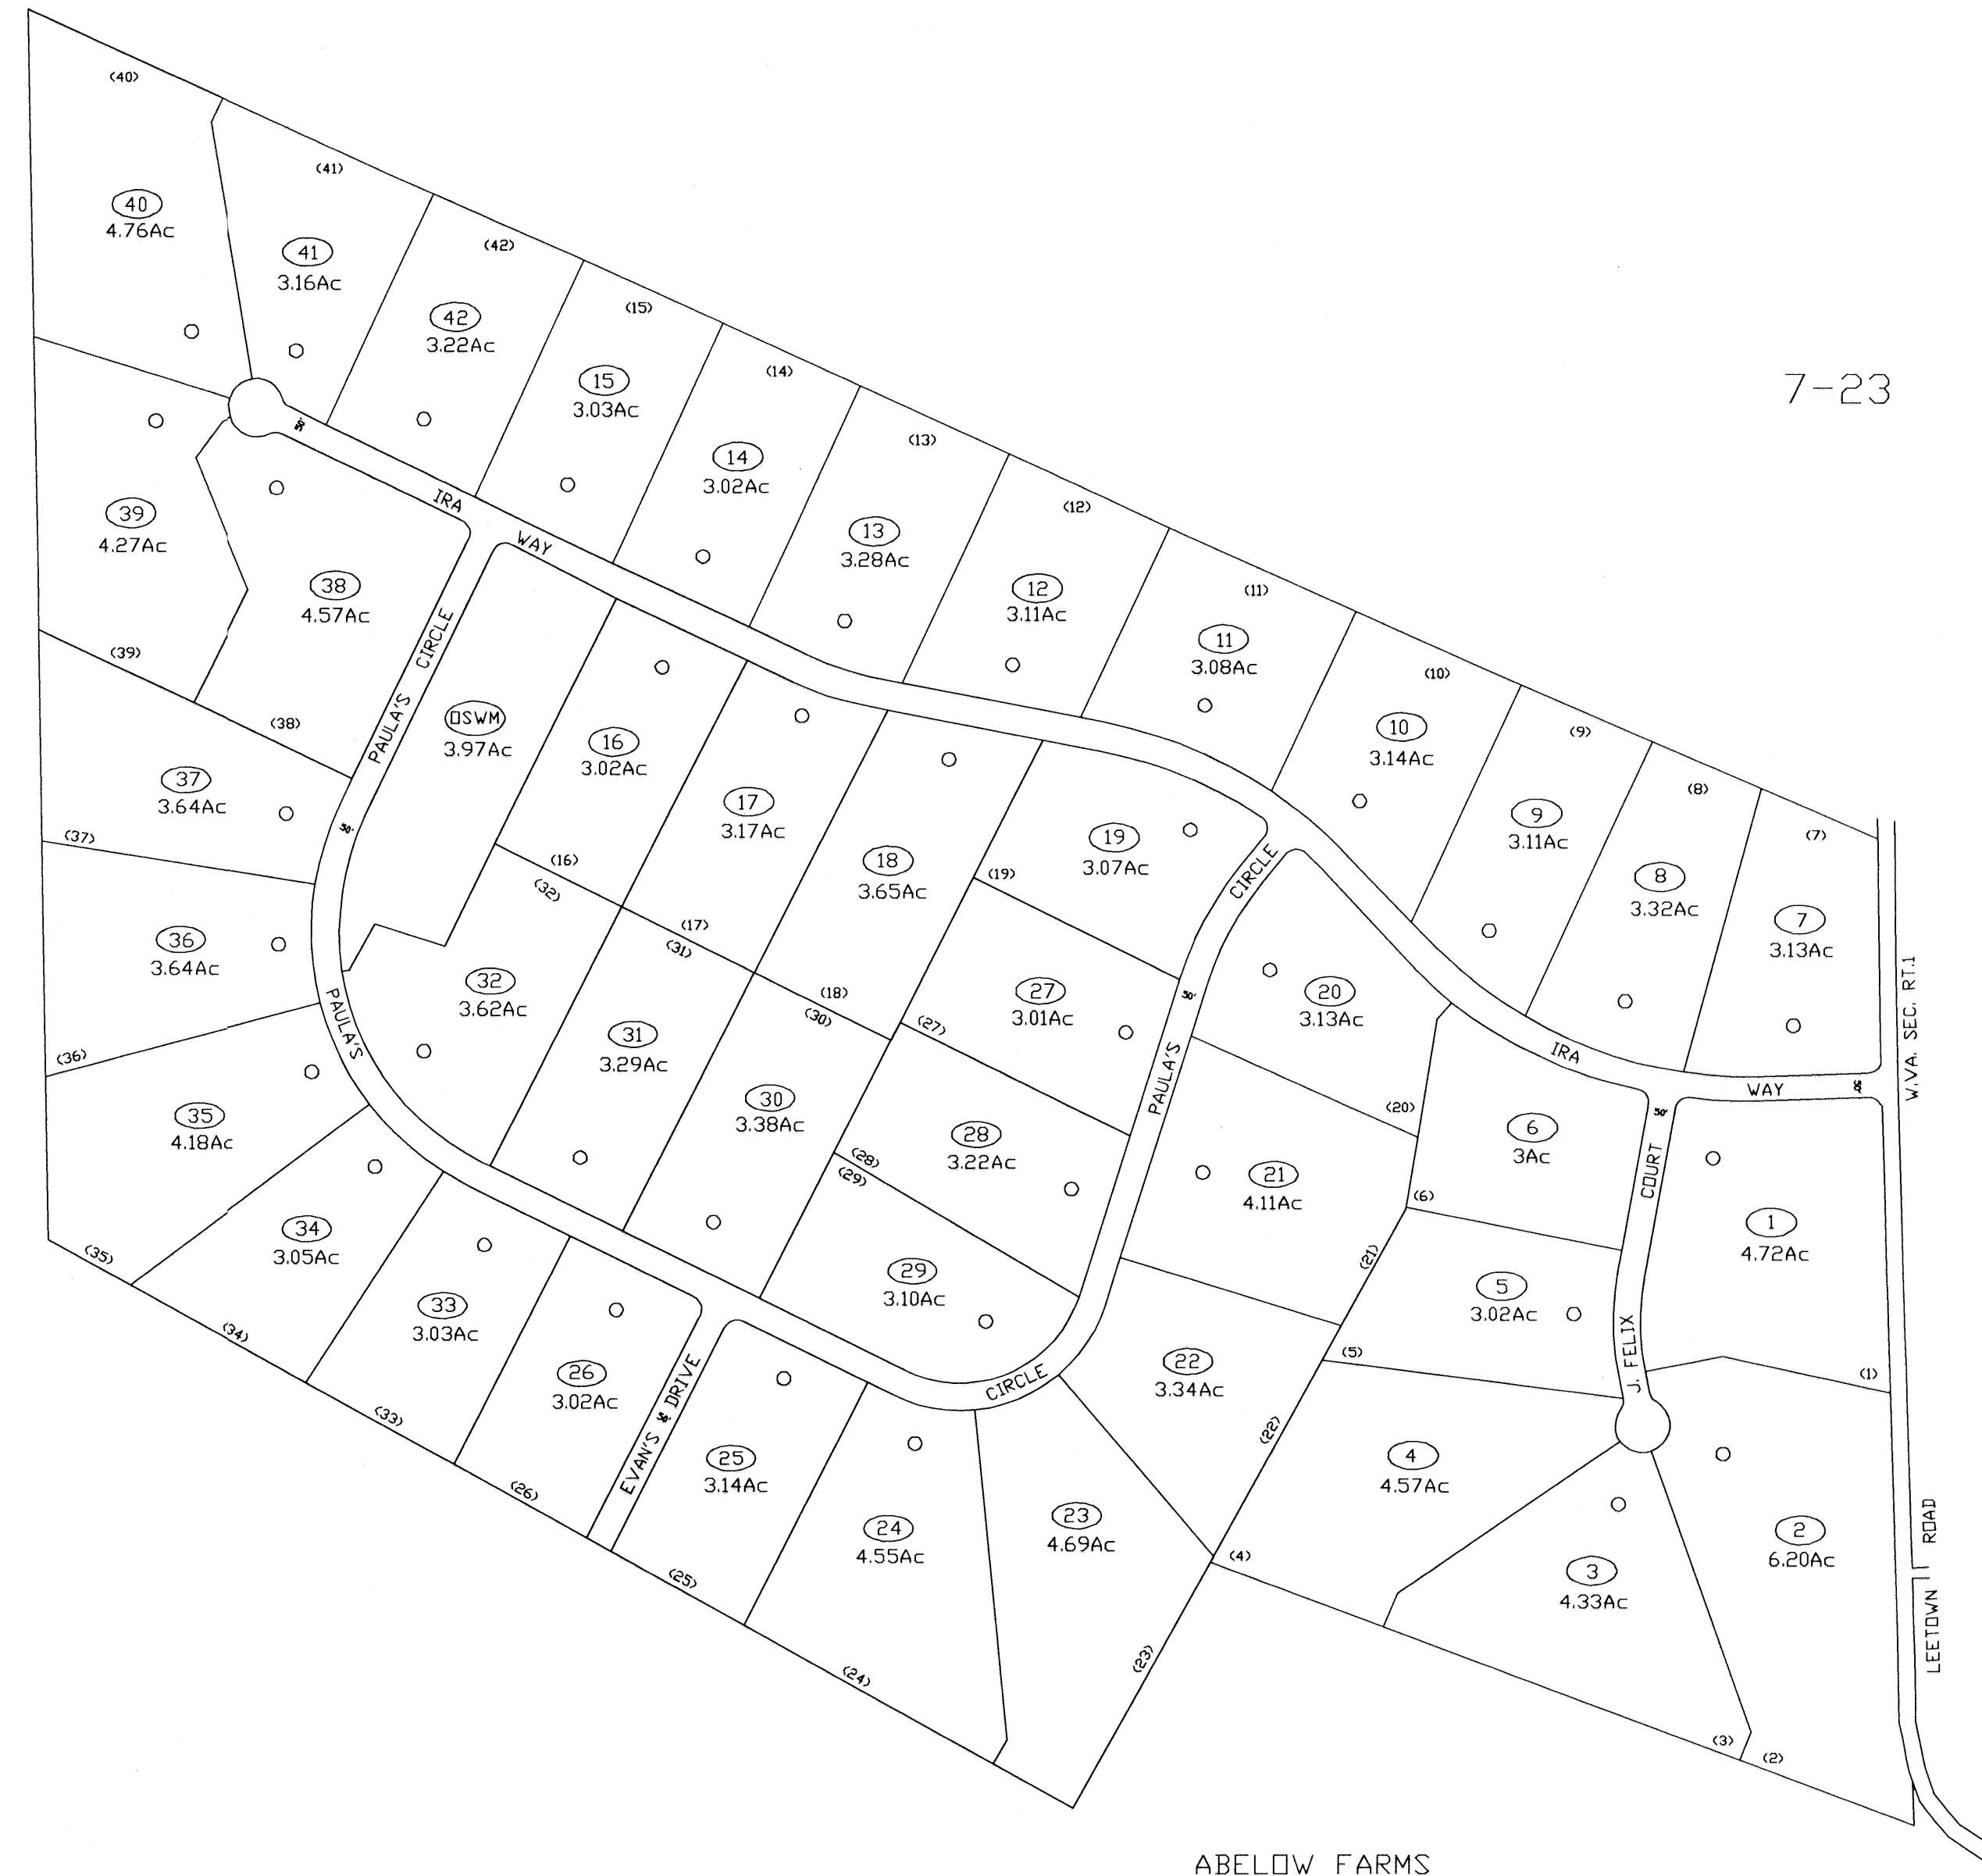 (40)
40
4.76Ac
(41)
41
3.16Ac
(42)
42
3.22Ac
(15)
15
3.03Ac
(14)
14
3.02Ac
(13)
13
3.28Ac
(12)
12
3.11Ac
(11)
11
3.08Ac
(10)
10
3.14Ac
(9)
9
3.11Ac
(8)
8
3.32Ac
(7)
7
3.13Ac
7-23
50'
IRA WAY
39
4.27Ac
(39)
38
4.57Ac
(38)
PAULA'S CIRCLE
OSWM
3.97Ac
16
3.02Ac
(16)
17
3.17Ac
(17)
18
3.65Ac
(18)
19
3.07Ac
(19)
CIRCLE
37
3.64Ac
(37)
50'
36
3.64Ac
(36)
PAULA'S
(32)
32
3.62Ac
(31)
31
3.29Ac
(30)
30
3.38Ac
(27)
27
3.01Ac
50'
PAULA'S
20
3.13Ac
(20)
IRA WAY
50'
W.VA. SEC. RT.1
35
4.18Ac
(35)
34
3.05Ac
(34)
33
3.03Ac
(33)
26
3.02Ac
(26)
EVAN'S 50' DRIVE
25
3.14Ac
(25)
24
4.55Ac
(24)
28
3.22Ac
(28)
(29)
29
3.10Ac
CIRCLE
21
4.11Ac
(21)
22
3.34Ac
(22)
23
4.69Ac
(23)
6
3Ac
(6)
50'
J. FELIX COURT
5
3.02Ac
(5)
4
4.57Ac
(4)
3
4.33Ac
(3)
1
4.72Ac
(1)
2
6.20Ac
(2)
LEETOWN ROAD
ABELOW FARMS